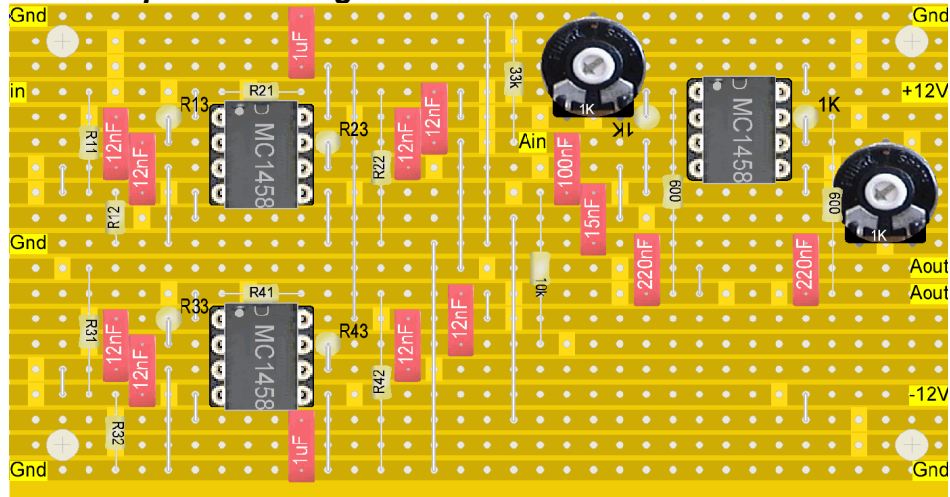 Gnd
Gnd
1uF
33k
in
R21
+12V
1K
R13
1K
1K
R11
12nF
12nF
MC1458
R23
R22
12nF
12nF
Ain
100nF
MC1458
R12
15nF
600
600
1K
Gnd
220nF
220nF
10k
Aout
Aout
R41
R33
R31
12nF
12nF
MC1458
R43
R42
12nF
12nF
-12V
R32
1uF
Gnd
Gnd